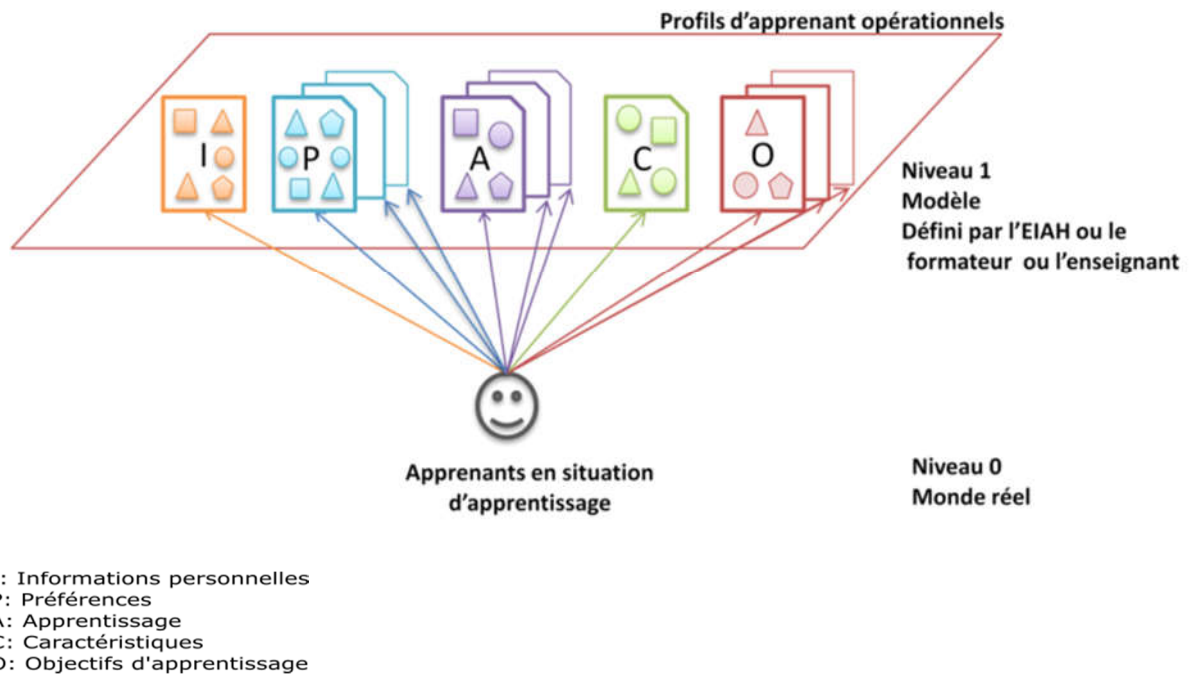 Profils d’apprenant opérationnels
I
P
A
C
O
Niveau 1
Modèle
Défini par l’EIAH ou le
formateur ou l’enseignant
Apprenants en situation
d’apprentissage
Niveau 0
Monde réel
: Informations personnelles
P: Préférences
A: Apprentissage
C: Caractéristiques
O: Objectifs d'apprentissage